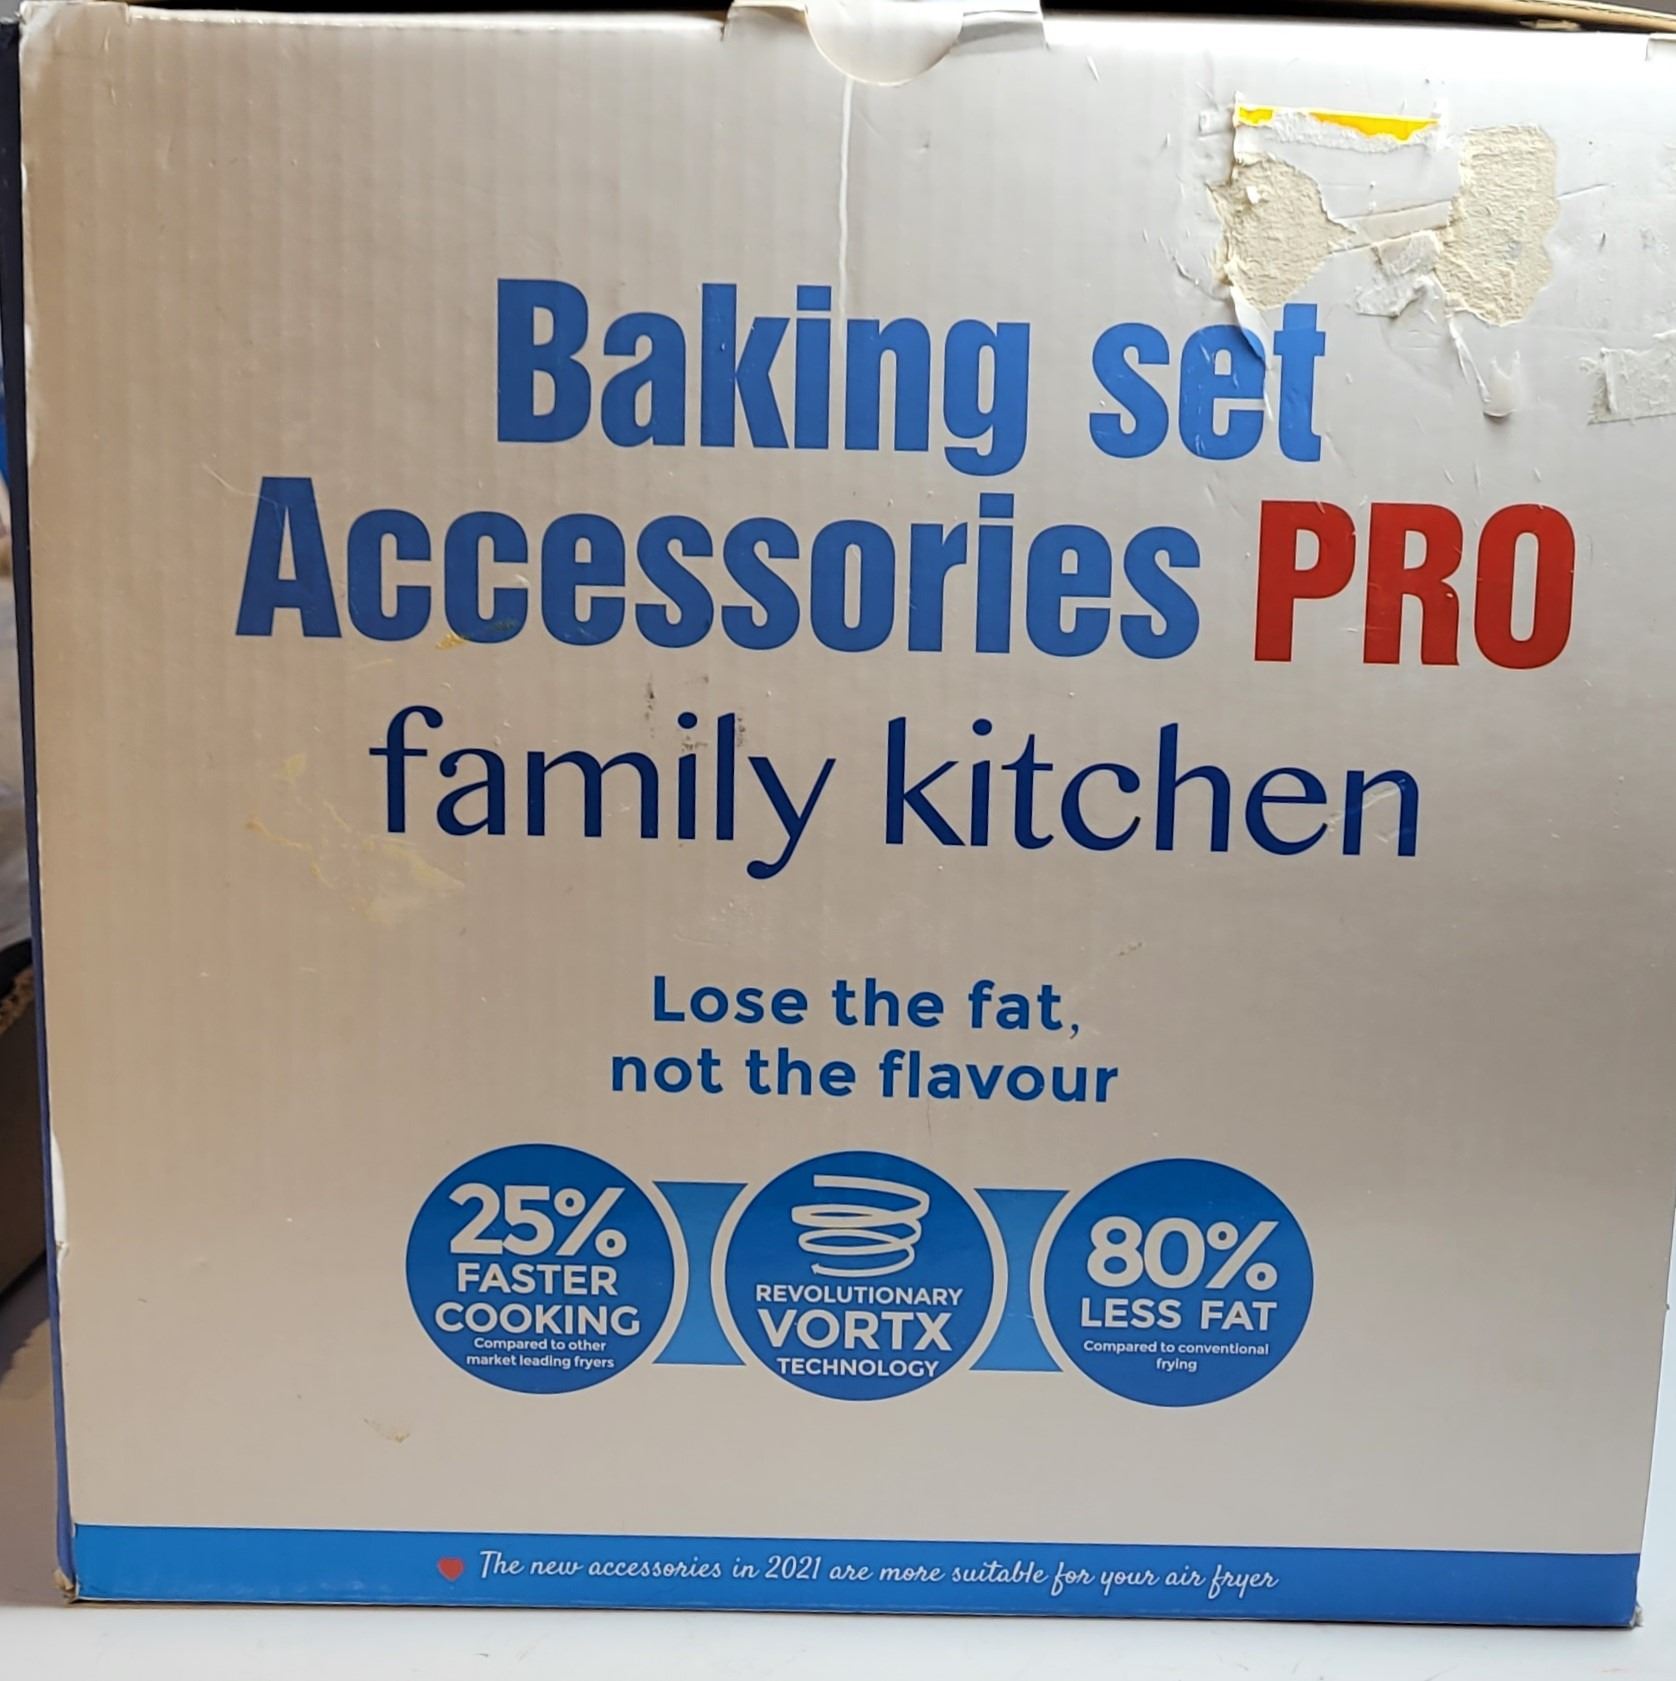 Baking set
Accessories PRO
family kitchen
Lose the fat,
not the flavour
25%
FASTER
COOKING
Compared to other
market leading fryers
REVOLUTIONARY
VORTX
TECHNOLOGY
80%
LESS FAT
Compared to conventional
frying
The new accessories in 2021 are more suitable for your air fryer